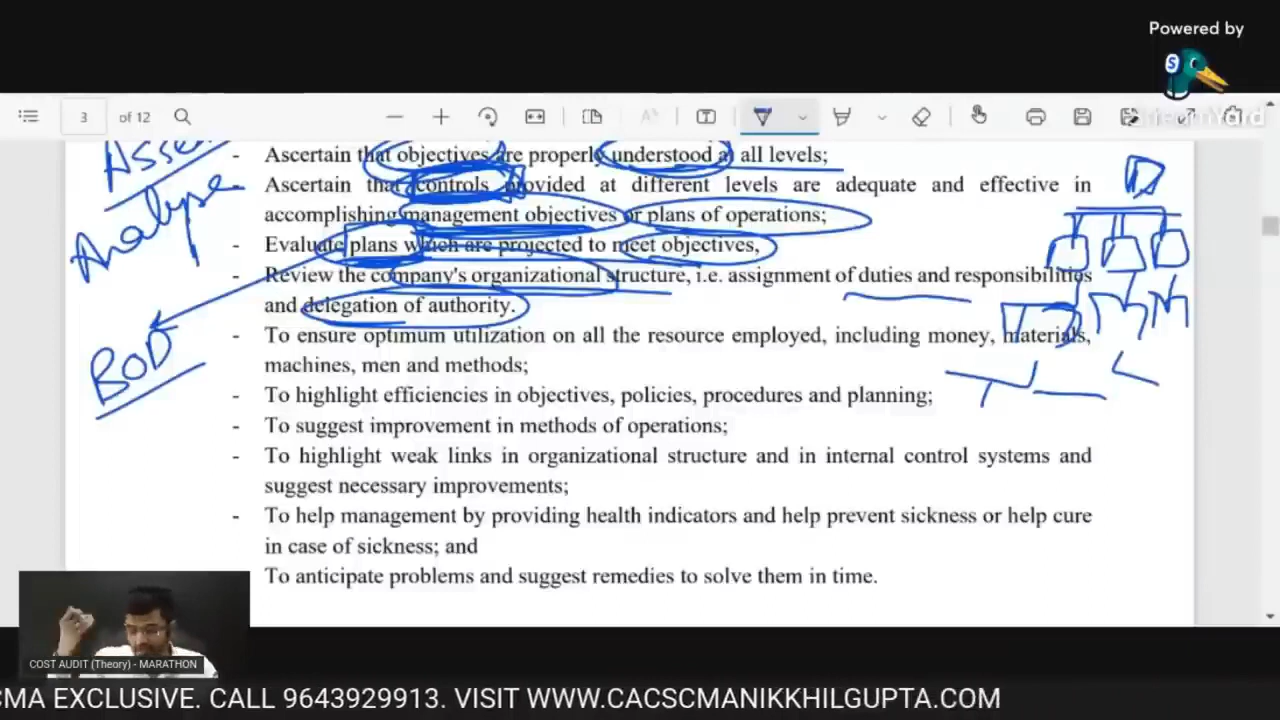 Powered by
S
StreamYard
3 of 12
Asse
Analyse
BOD
- Ascertain that objectives are properly understood at all levels;
- Ascertain that controls provided at different levels are adequate and effective in
accomplishing management objectives or plans of operations;
- Evaluate plans which are projected to meet objectives,
- Review the company's organizational structure, i.e. assignment of duties and responsibilities
and delegation of authority.
- To ensure optimum utilization on all the resource employed, including money, materials,
machines, men and methods;
- To highlight efficiencies in objectives, policies, procedures and planning;
- To suggest improvement in methods of operations;
- To highlight weak links in organizational structure and in internal control systems and
suggest necessary improvements;
- To help management by providing health indicators and help prevent sickness or help cure
in case of sickness; and
To anticipate problems and suggest remedies to solve them in time.
COST AUDIT (Theory) - MARATHON
CMA EXCLUSIVE. CALL 9643929913. VISIT WWW.CACSCMANIKKHILGUPTA.COM